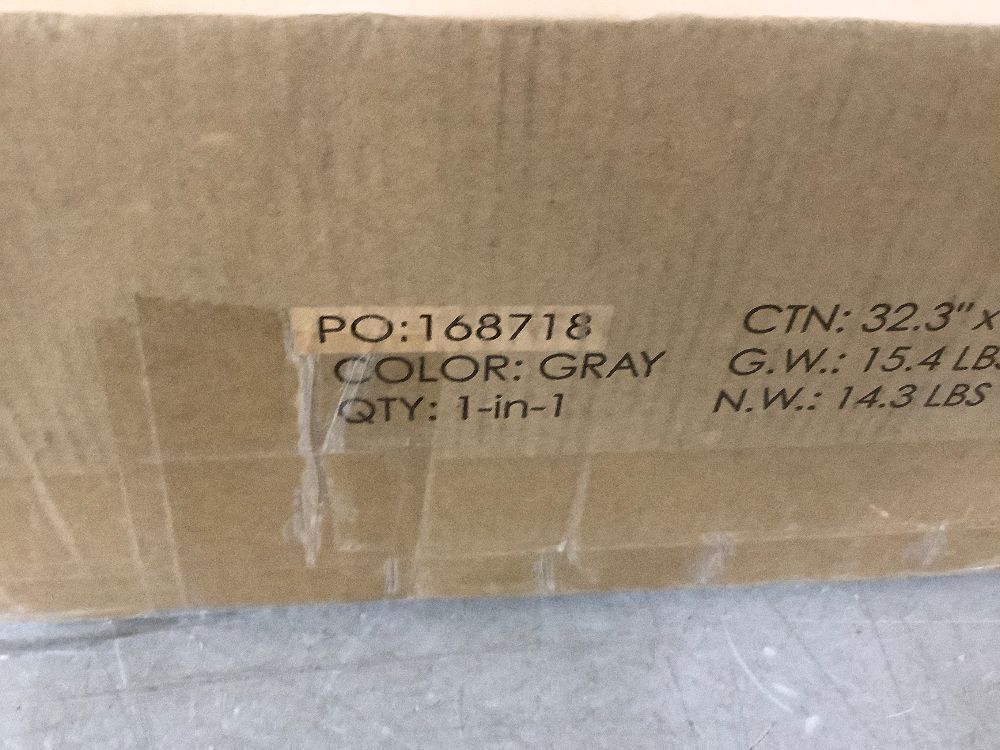 PO:168718
COLOR: GRAY
QTY: 1-in-1
CTN: 32.3" x
G.W.: 15.4 LBS
N.W.: 14.3 LBS